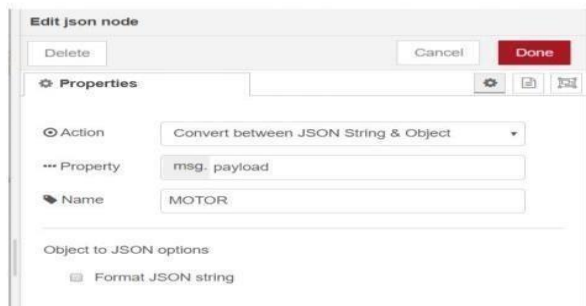 Edit json node
Delete Cancel Done
Properties
Action Convert between JSON String & Object
Property msg. payload
Name MOTOR
Object to JSON options
Format JSON string